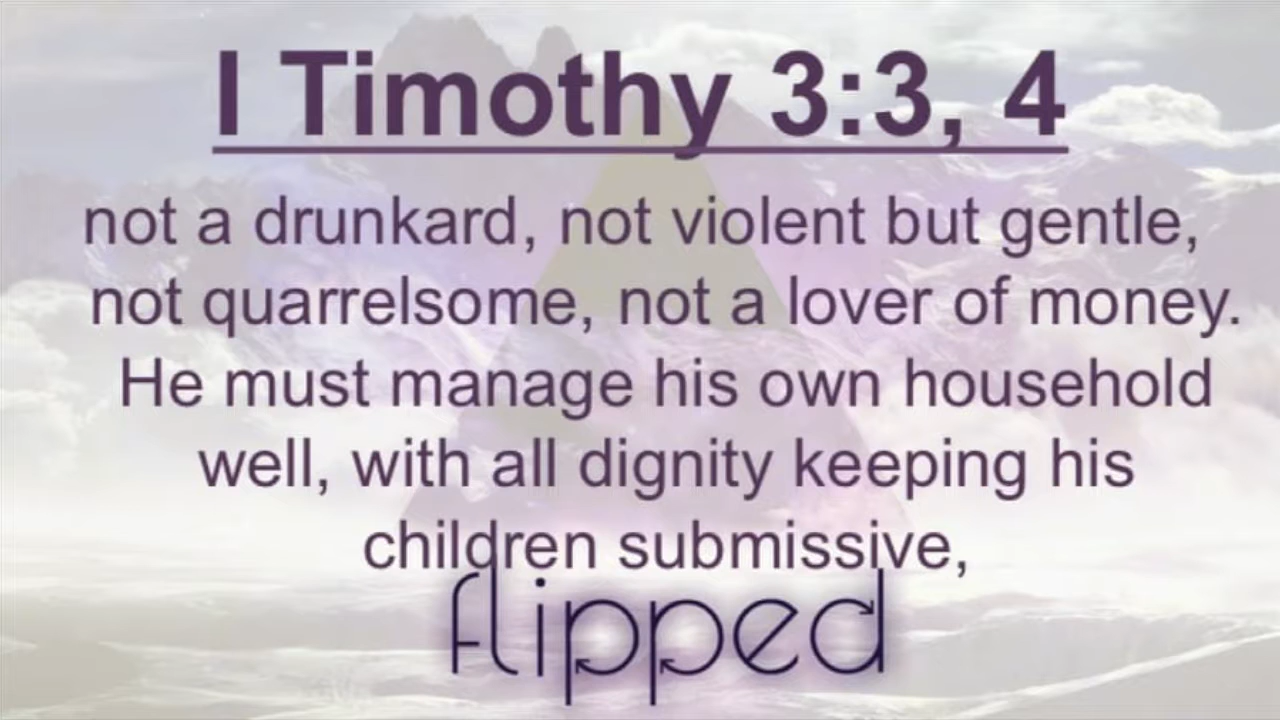 I Timothy 3:3, 4
not a drunkard, not violent but gentle,
not quarrelsome, not a lover of money.
He must manage his own household
well, with all dignity keeping his
children submissive,
flipped